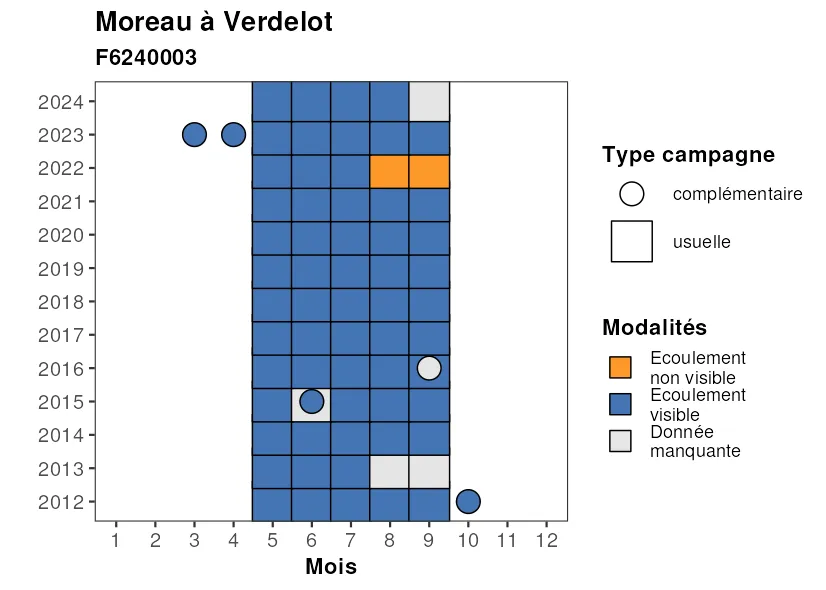 Moreau à Verdelot
F6240003
2024
2023
2022
2021
2020
2019
2018
2017
2016
2015
2014
2013
2012
1 2 3 4 5 6 7 8 9 10 11 12
Mois
Type campagne
complémentaire
usuelle
Modalités
Ecoulement
non visible
Ecoulement
visible
Donnée
manquante